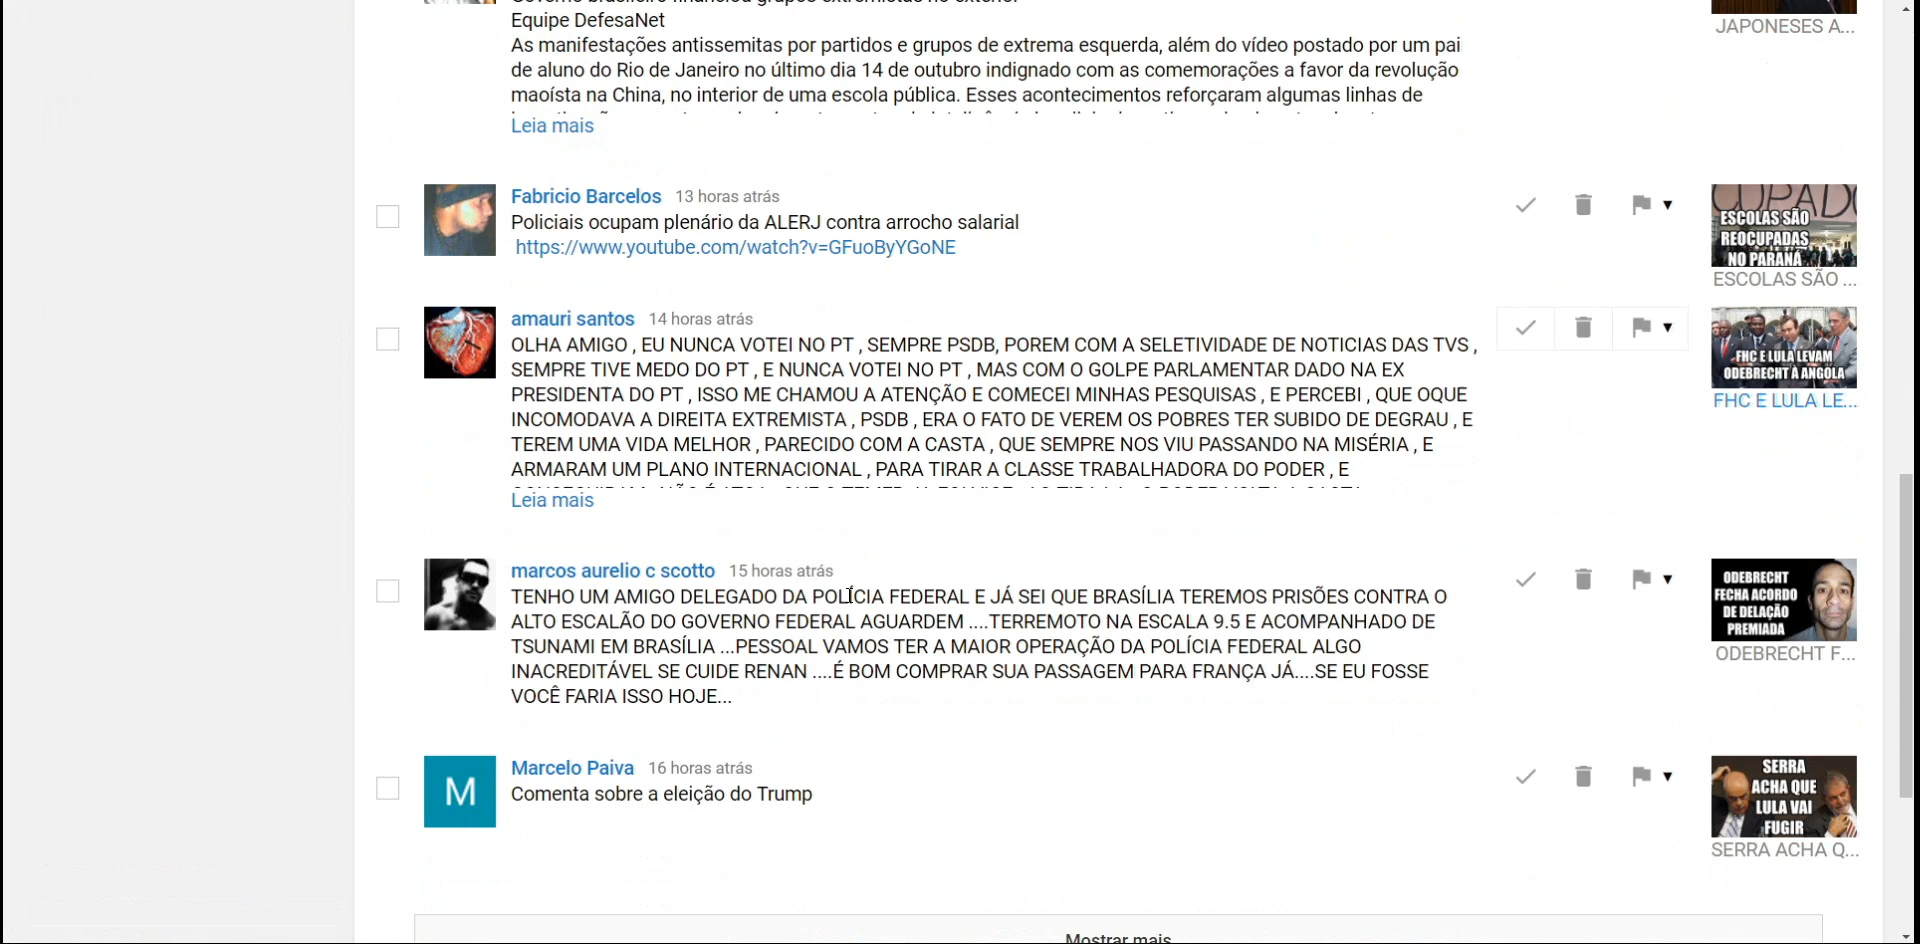 Equipe DefesaNet
As manifestações antissemitas por partidos e grupos de extrema esquerda, além do vídeo postado por um pai
de aluno do Rio de Janeiro no último dia 14 de outubro indignado com as comemorações a favor da revolução
maoísta na China, no interior de uma escola pública. Esses acontecimentos reforçaram algumas linhas de
Leia mais
JAPONESES A...
Fabricio Barcelos 13 horas atrás
Policiais ocupam plenário da ALERJ contra arrocho salarial
https://www.youtube.com/watch?v=GFuoByYGoNE
ESCOLAS SÃO
REOCUPADAS
NO PARANÁ
ESCOLAS SÃO ...
amauri santos 14 horas atrás
OLHA AMIGO , EU NUNCA VOTEI NO PT , SEMPRE PSDB, POREM COM A SELETIVIDADE DE NOTICIAS DAS TVS ,
SEMPRE TIVE MEDO DO PT , E NUNCA VOTEI NO PT , MAS COM O GOLPE PARLAMENTAR DADO NA EX
PRESIDENTA DO PT , ISSO ME CHAMOU A ATENÇÃO E COMECEI MINHAS PESQUISAS , E PERCEBI , QUE OQUE
INCOMODAVA A DIREITA EXTREMISTA , PSDB , ERA O FATO DE VEREM OS POBRES TER SUBIDO DE DEGRAU , E
TEREM UMA VIDA MELHOR , PARECIDO COM A CASTA , QUE SEMPRE NOS VIU PASSANDO NA MISÉRIA , E
ARMARAM UM PLANO INTERNACIONAL , PARA TIRAR A CLASSE TRABALHADORA DO PODER , E
Leia mais
FHC E LULA LEVAM
ODEBRECHT À ANGOLA
FHC E LULA LE...
marcos aurelio c scotto 15 horas atrás
TENHO UM AMIGO DELEGADO DA POLÍCIA FEDERAL E JÁ SEI QUE BRASÍLIA TEREMOS PRISÕES CONTRA O
ALTO ESCALÃO DO GOVERNO FEDERAL AGUARDEM ....TERREMOTO NA ESCALA 9.5 E ACOMPANHADO DE
TSUNAMI EM BRASÍLIA ...PESSOAL VAMOS TER A MAIOR OPERAÇÃO DA POLÍCIA FEDERAL ALGO
INACREDITÁVEL SE CUIDE RENAN ....É BOM COMPRAR SUA PASSAGEM PARA FRANÇA JÁ....SE EU FOSSE
VOCÊ FARIA ISSO HOJE...
ODEBRECHT
FECHA ACORDO
DE DELAÇÃO
PREMIADA
ODEBRECHT F...
M
Marcelo Paiva 16 horas atrás
Comenta sobre a eleição do Trump
SERRA
ACHA QUE
LULA VAI
FUGIR
SERRA ACHA Q...
Mostrar mais